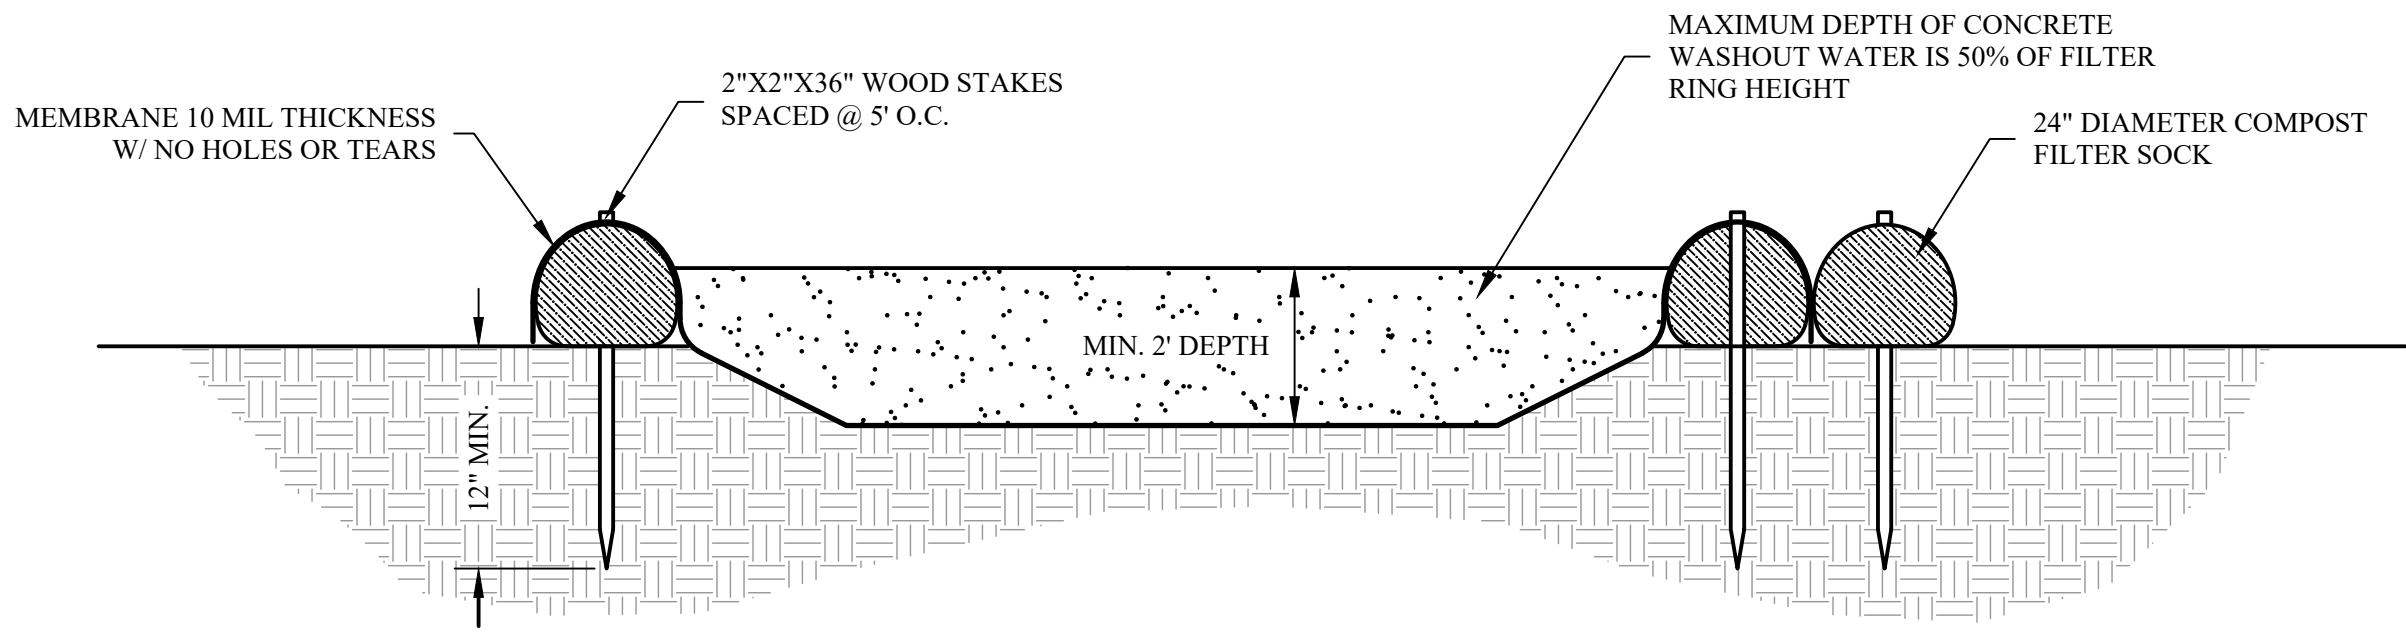 MAXIMUM DEPTH OF CONCRETE
WASHOUT WATER IS 50% OF FILTER
RING HEIGHT
2"X2"X36" WOOD STAKES
SPACED @ 5' O.C.
MEMBRANE 10 MIL THICKNESS
W/ NO HOLES OR TEARS
24" DIAMETER COMPOST
FILTER SOCK
MIN. 2' DEPTH
12" MIN.